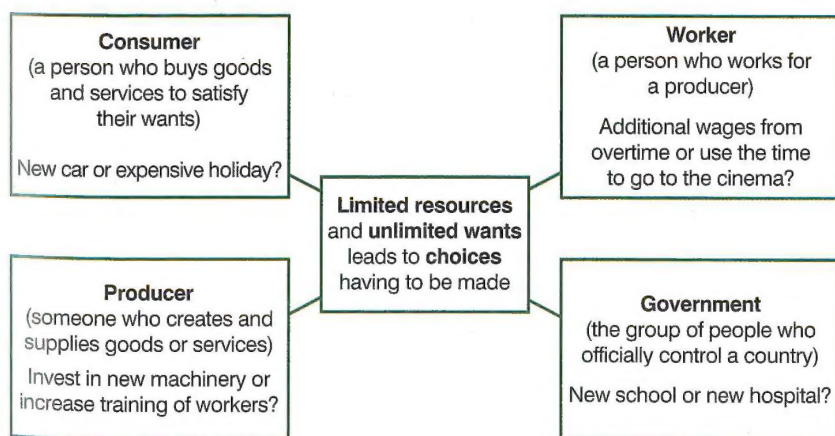 Consumer
(a person who buys goods
and services to satisfy
their wants)
New car or expensive holiday?
Worker
(a person who works for
a producer)
Additional wages from
overtime or use the time
to go to the cinema?
Limited resources
and unlimited wants
leads to choices
having to be made
Producer
(someone who creates and
supplies goods or services)
Invest in new machinery or
increase training of workers?
Government
(the group of people who
officially control a country)
New school or new hospital?